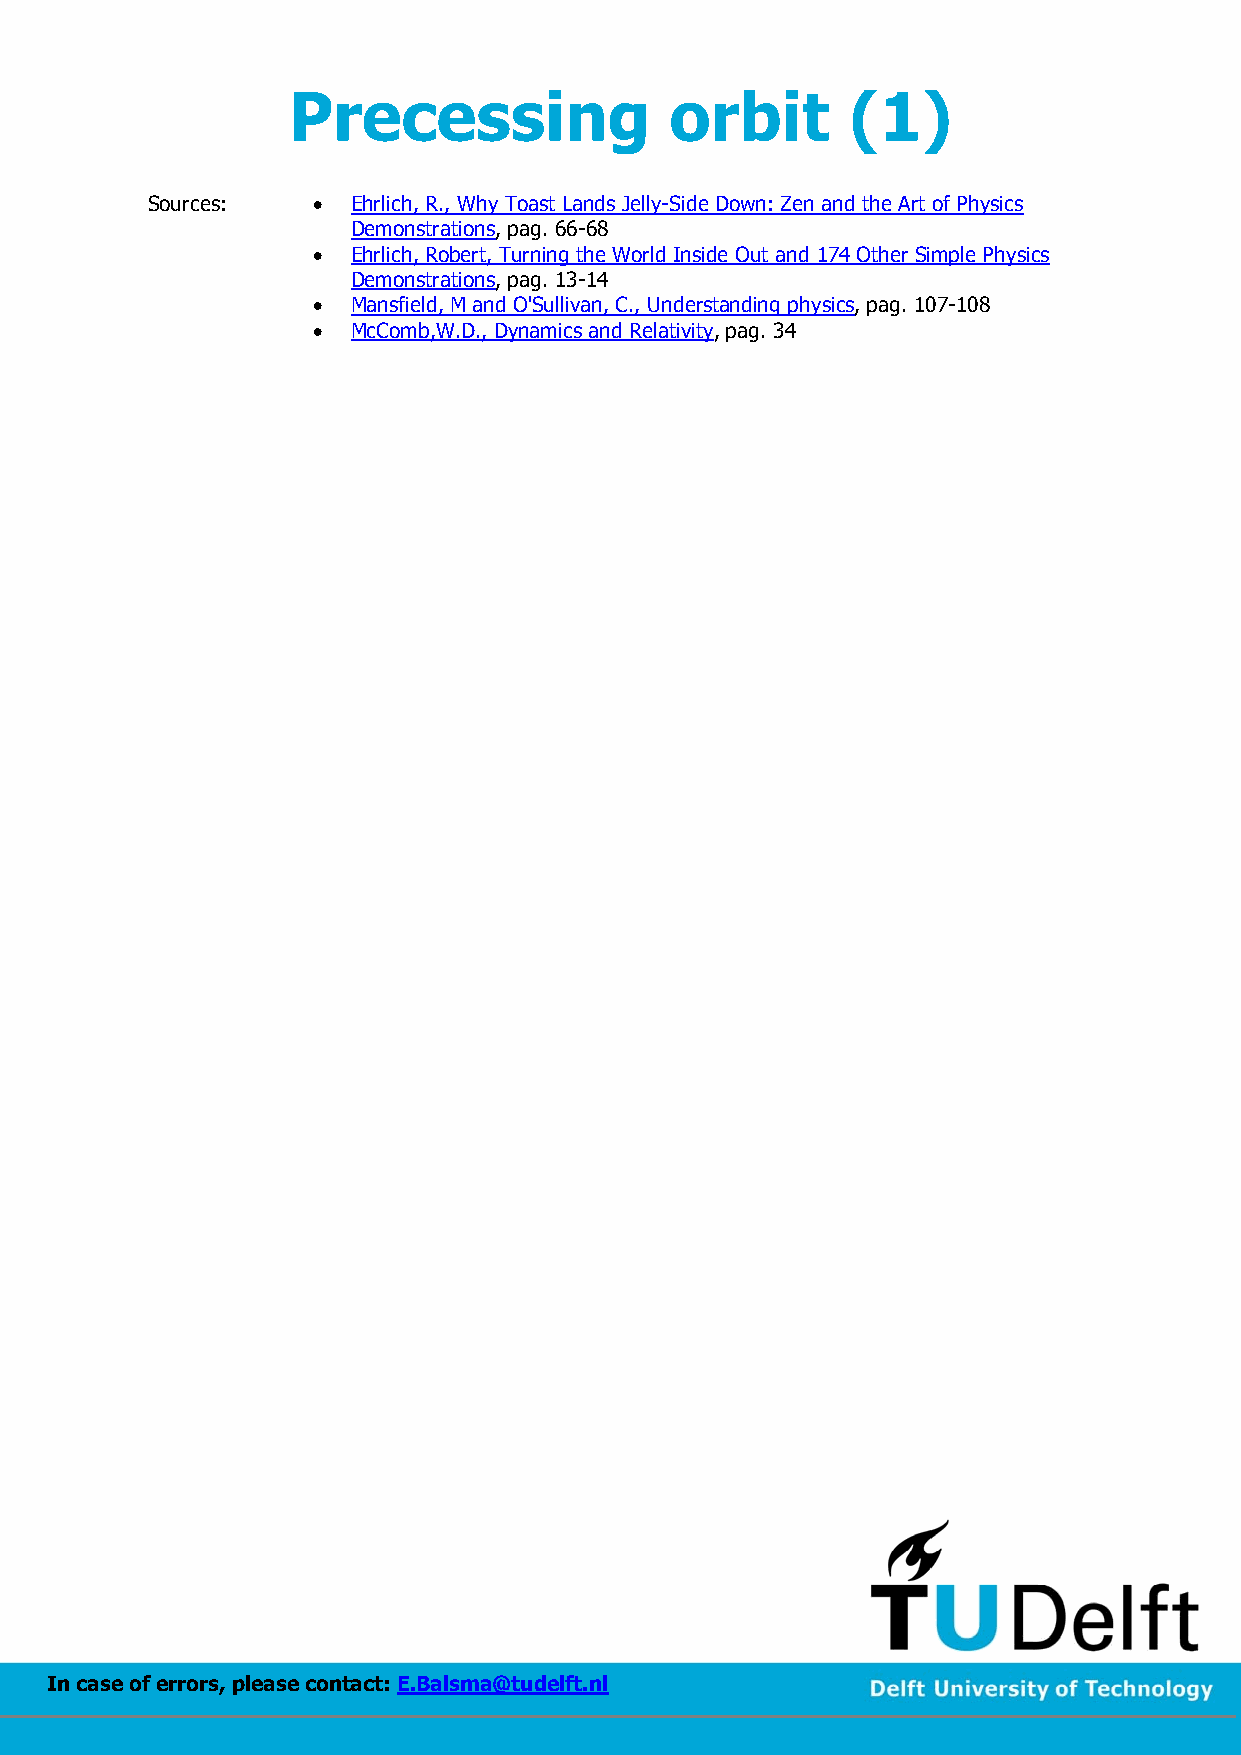 Precessing orbit (1)
Sources:
• Ehrlich, R., Why Toast Lands Jelly-Side Down: Zen and the Art of Physics
Demonstrations, pag. 66-68
• Ehrlich, Robert, Turning the World Inside Out and 174 Other Simple Physics
Demonstrations, pag. 13-14
• Mansfield, M and O'Sullivan, C., Understanding physics, pag. 107-108
• McComb,W.D., Dynamics and Relativity, pag. 34
TUDelft
In case of errors, please contact: E.Balsma@tudelft.nl
Delft University of Technology